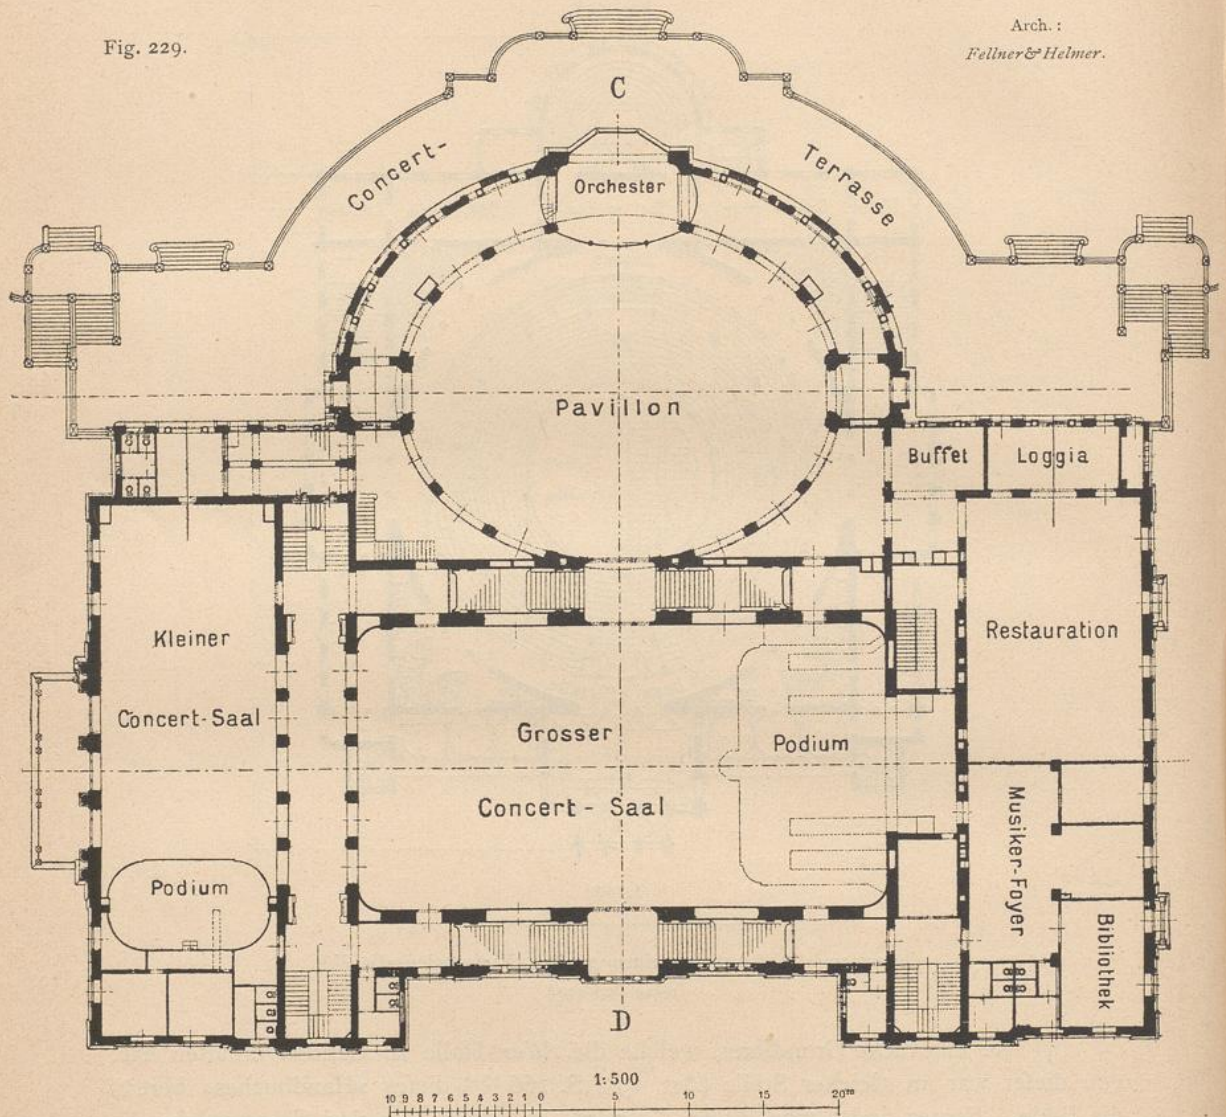 Fig. 229.
Arch.:
Fellner & Helmer.
C
Concert-
Terrasse
Orchester
Pavillon
Buffet
Loggia
Kleiner
Concert-Saal
Podium
Grosser
Concert-Saal
Podium
Restauration
Musiker-Foyer
Bibliothek
D
1:500
10 9 8 7 6 5 4 3 2 1 0 5 10 15 20m